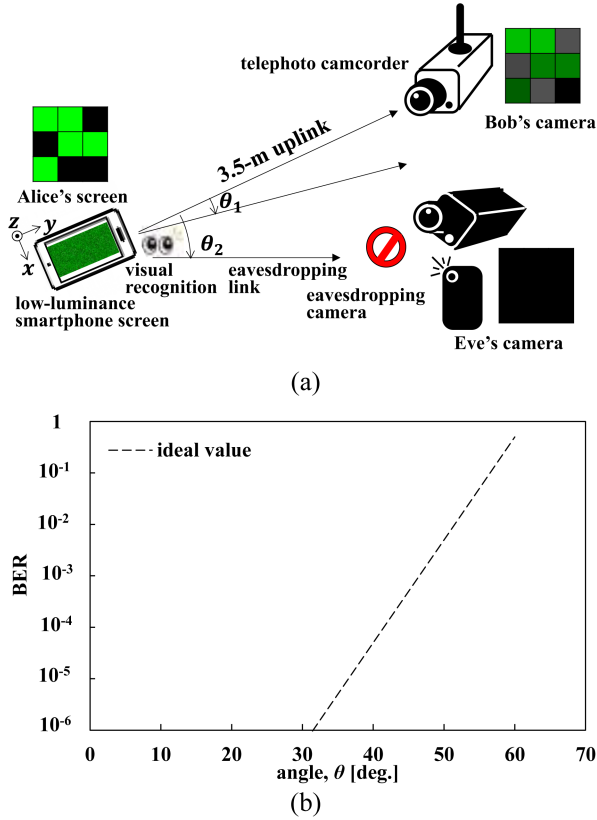 telephoto camcorder
Bob's camera
3.5-m uplink
Alice's screen
θ₁
z y
x
θ₂
visual
recognition
eavesdropping
link
low-luminance
smartphone screen
eavesdropping
camera
Eve's camera
(a)
1
ideal value
10⁻¹
10⁻²
10⁻³
10⁻⁴
10⁻⁵
10⁻⁶
BER
0 10 20 30 40 50 60 70
angle, θ [deg.]
(b)